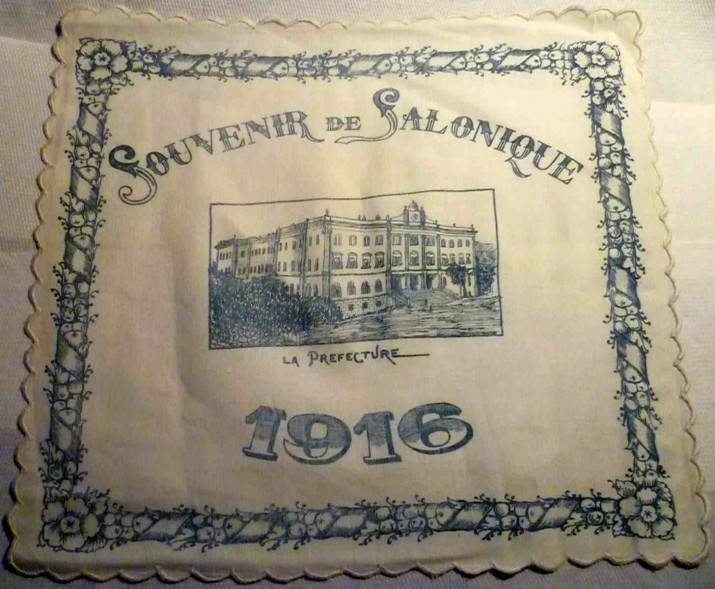 SOUVENIR DE SALONIQUE
LA PREFECTURE
1916